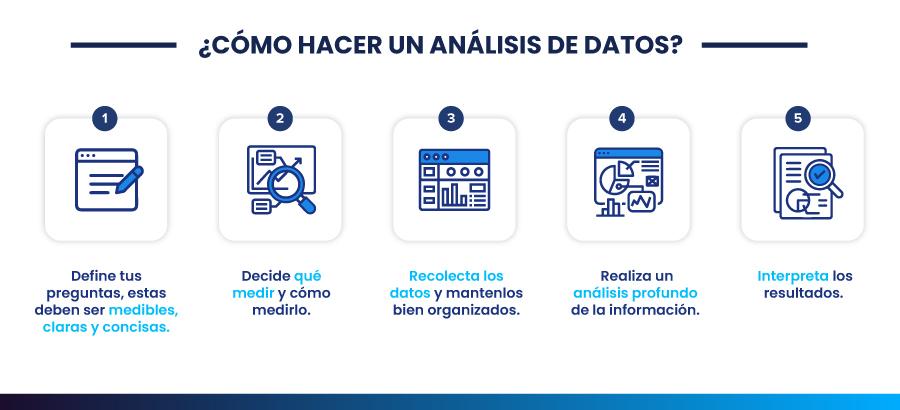 ¿CÓMO HACER UN ANÁLISIS DE DATOS?
1
Define tus
preguntas, estas
deben ser medibles,
claras y concisas.
2
Decide qué
medir y cómo
medirlo.
3
Recolecta los
datos y mantenlos
bien organizados.
4
Realiza un
análisis profundo
de la información.
5
Interpreta los
resultados.